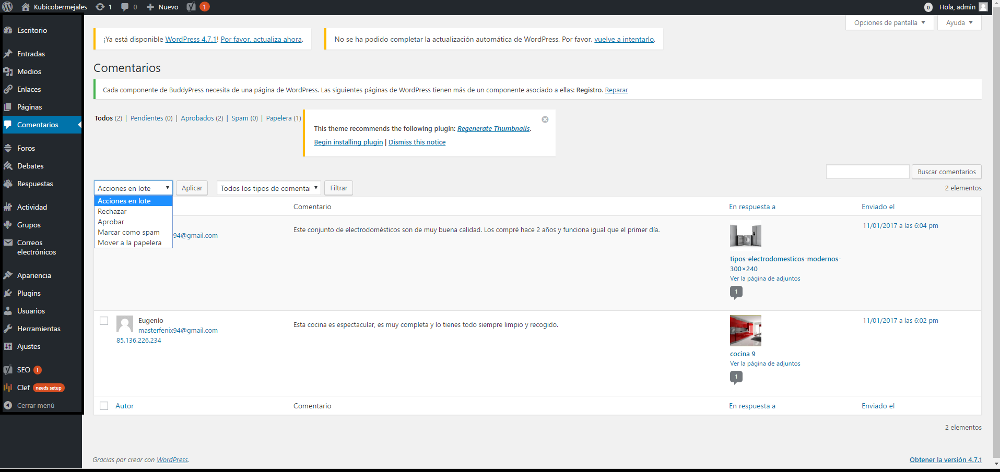 Kubicobermejales 1 0 Nuevo 1 0 Hola, admin
Opciones de pantalla Ayuda
Escritorio
Entradas
Medios
Enlaces
Páginas
Comentarios
Foros
Debates
Respuestas
Actividad
Grupos
Correos
electrónicos
Apariencia
Plugins
Usuarios
Herramientas
Ajustes
SEO 1
Clef needs setup
Cerrar menú
¡Ya está disponible WordPress 4.7.1! Por favor, actualiza ahora.
No se ha podido completar la actualización automática de WordPress. Por favor, vuelve a intentarlo.
Comentarios
Cada componente de BuddyPress necesita de una página de WordPress. Las siguientes páginas de WordPress tienen más de un componente asociado a ellas: Registro. Reparar
Todos (2) | Pendientes (0) | Aprobados (2) | Spam (0) | Papelera (1)
This theme recommends the following plugin: Regenerate Thumbnails.
Begin installing plugin | Dismiss this notice
Buscar comentarios
Acciones en lote Aplicar Todos los tipos de comentar Filtrar 2 elementos
Acciones en lote
Rechazar
Aprobar
Marcar como spam
Mover a la papelera
Comentario En respuesta a Enviado el
94@gmail.com
Este conjunto de electrodomésticos son de muy buena calidad. Los compré hace 2 años y funciona igual que el primer día.
tipos-electrodomesticos-modernos-
300×240
Ver la página de adjuntos
1
11/01/2017 a las 6:04 pm
Eugenio
masterfenix94@gmail.com
85.136.226.234
Esta cocina es espectacular, es muy completa y lo tienes todo siempre limpio y recogido.
cocina 9
Ver la página de adjuntos
1
11/01/2017 a las 6:02 pm
Autor Comentario En respuesta a Enviado el
2 elementos
Gracias por crear con WordPress. Obtener la versión 4.7.1